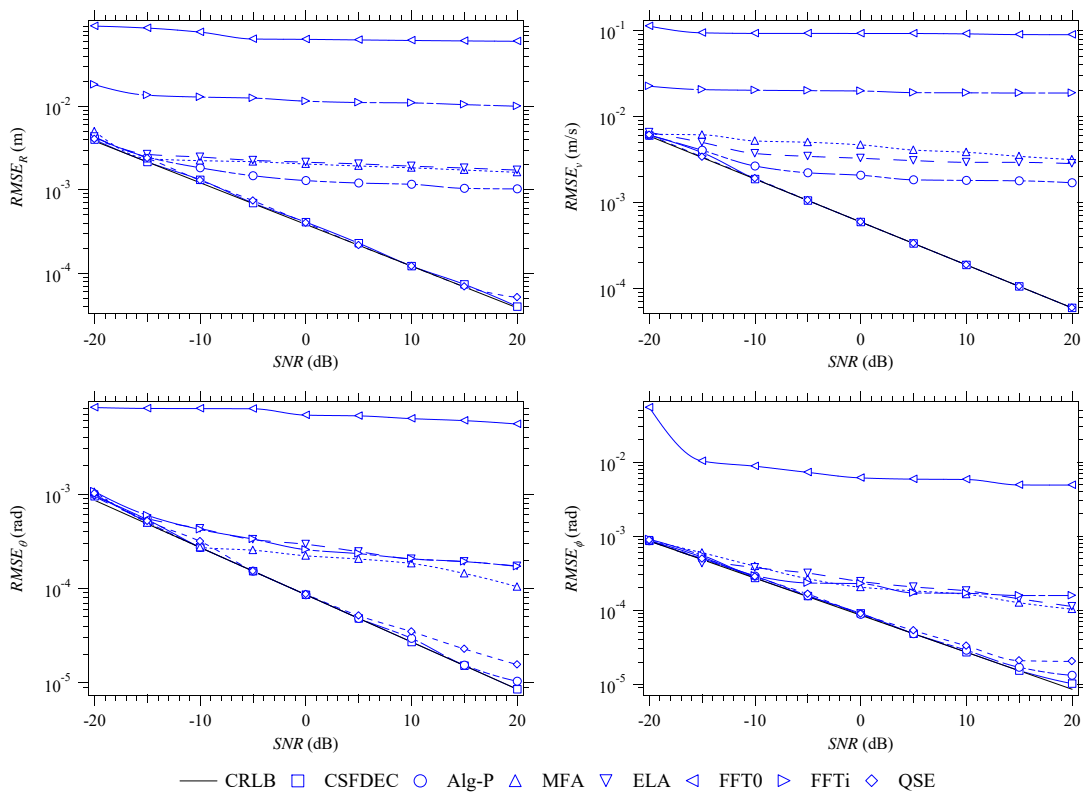 10^-2
10^-3
10^-4
RMSE_R (m)
-20 -10 0 10 20
SNR (dB)
10^-1
10^-2
10^-3
10^-4
RMSE_v (m/s)
-20 -10 0 10 20
SNR (dB)
10^-3
10^-4
10^-5
RMSE_θ (rad)
-20 -10 0 10 20
SNR (dB)
10^-2
10^-3
10^-4
10^-5
RMSE_ϕ (rad)
-20 -10 0 10 20
SNR (dB)
CRLB CSFDEC Alg-P MFA ELA FFT0 FFTi QSE